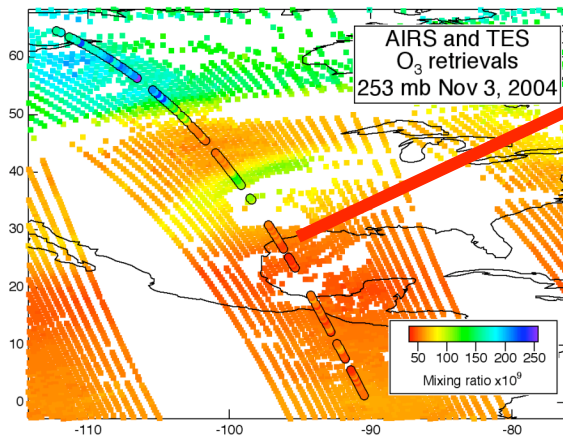 AIRS and TES
O₃ retrievals
253 mb Nov 3, 2004
60
50
40
30
20
10
0
-110
-100
-90
-80
50 100 150 200 250
Mixing ratio x10⁹